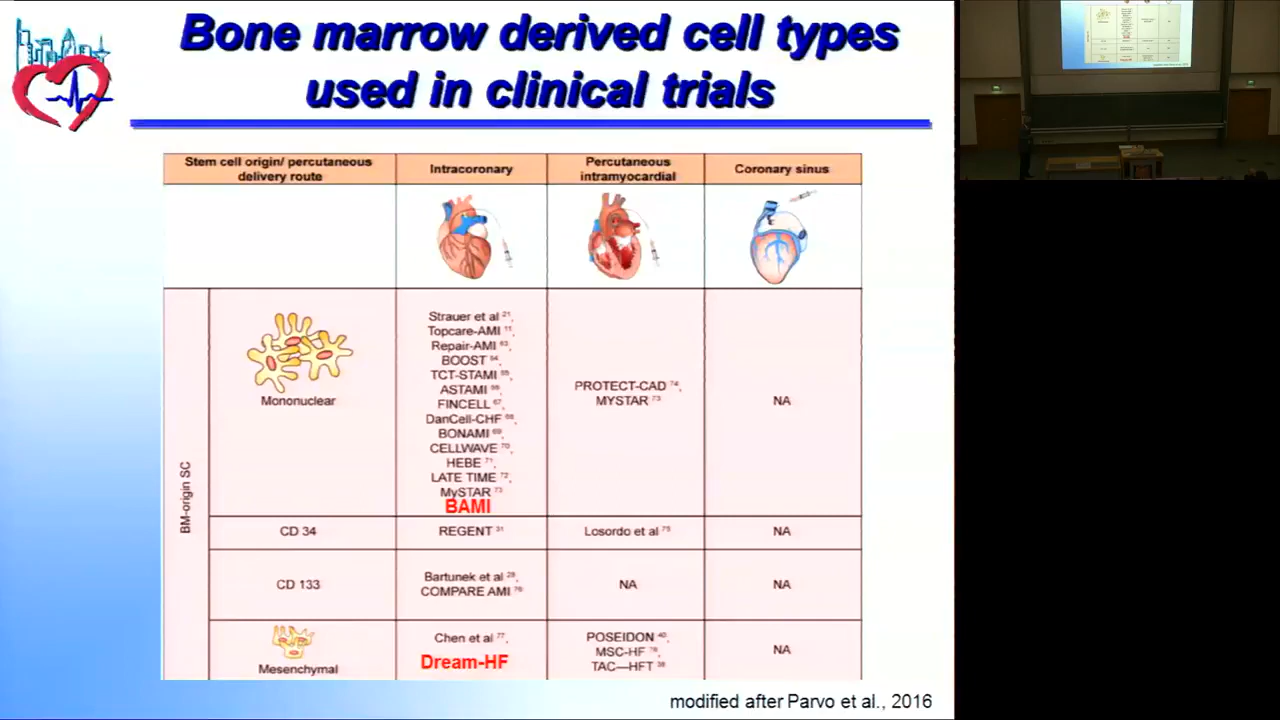 Bone marrow derived cell types
used in clinical trials
Stem cell origin/ percutaneous
delivery route
Intracoronary
Percutaneous
intramyocardial
Coronary sinus
BM-origin SC
Mononuclear
Strauer et al 21,
Topcare-AMI 11,
Repair-AMI 63,
BOOST 64,
TCT-STAMI 65,
ASTAMI 66,
FINCELL 67,
DanCell-CHF 68,
BONAMI 69,
CELLWAVE 70,
HEBE 71,
LATE TIME 72,
MySTAR 73
BAMI
PROTECT-CAD 74,
MYSTAR 73
NA
CD 34
REGENT 31
Losordo et al 75
NA
CD 133
Bartunek et al 28,
COMPARE AMI 76
NA
NA
Mesenchymal
Chen et al 77,
Dream-HF
POSEIDON 40,
MSC-HF 78,
TAC—HFT 38
NA
modified after Parvo et al., 2016